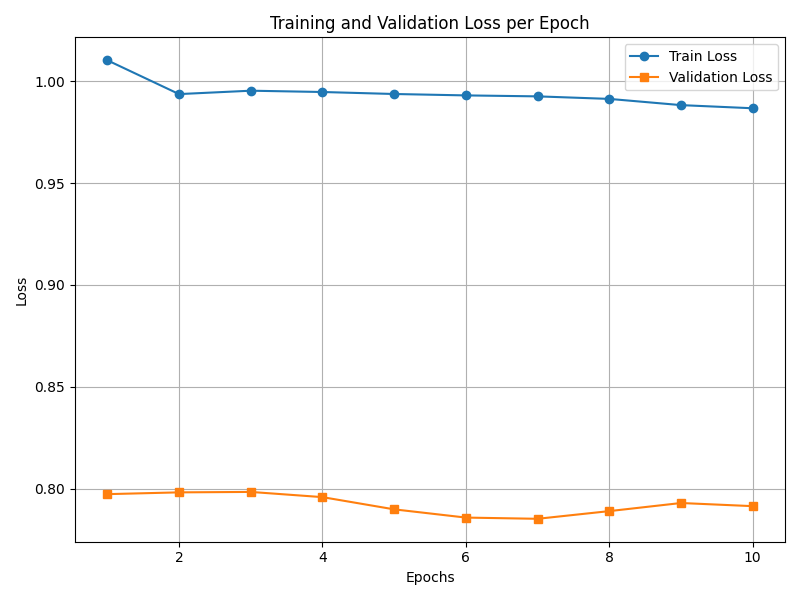 Training and Validation Loss per Epoch
Train Loss
Validation Loss
1.00
0.95
0.90
0.85
0.80
Loss
2 4 6 8 10
Epochs